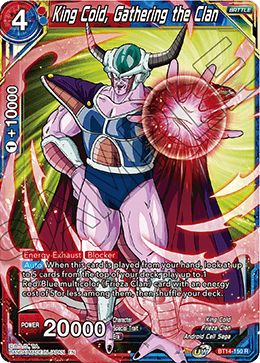 4
King Cold, Gathering the Clan
BATTLE
+10000
Energy-Exhaust Blocker
Auto When this card is played from your hand, look at up
to 5 cards from the top of your deck, play up to 1
Red/Blue multicolor ‹Frieza Clan› card with an energy
cost of 5 or less among them, then shuffle your deck.
POWER
20000
Character
Special Trait
Era
King Cold
Frieza Clan
Android Cell Saga
BT14-150 R